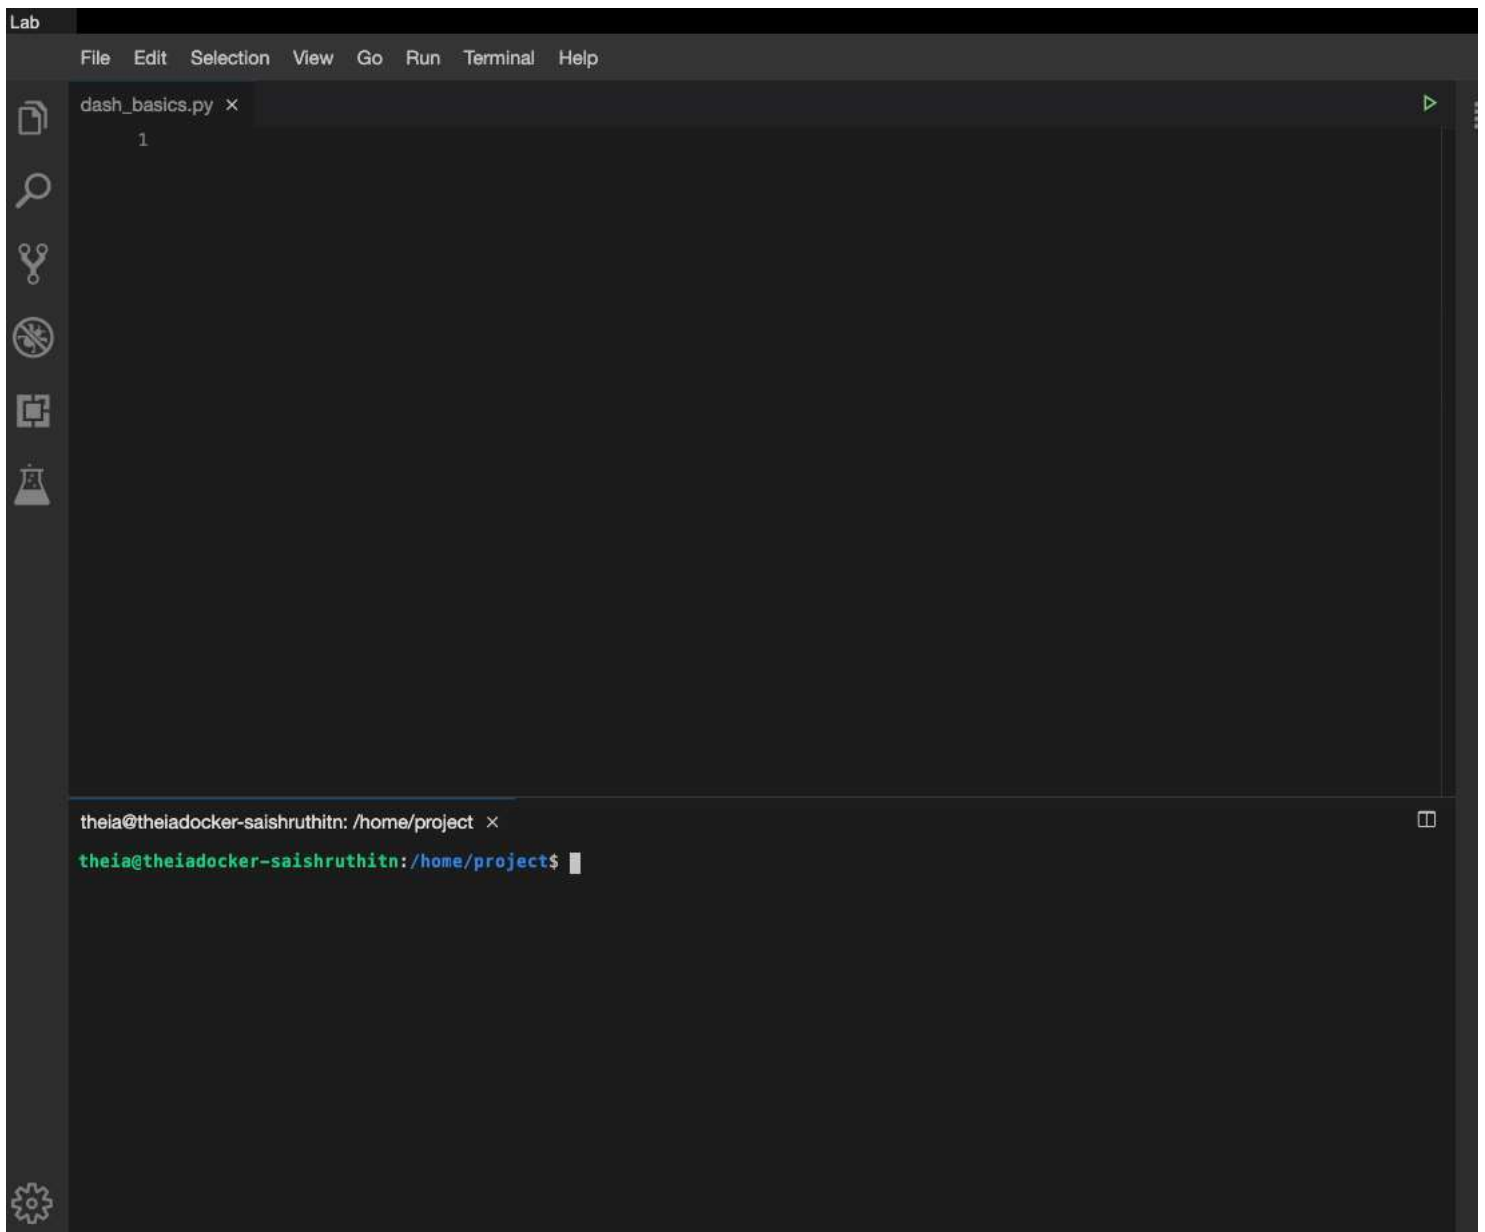 Lab
File Edit Selection View Go Run Terminal Help
dash_basics.py ×
1
theia@theiadocker-saishruthitn: /home/project ×
theia@theiadocker-saishruthitn:/home/project$